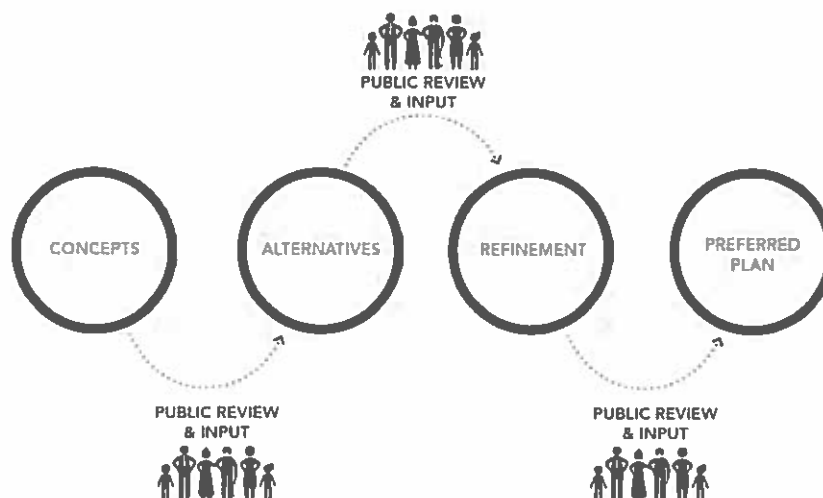 PUBLIC REVIEW
& INPUT
CONCEPTS
ALTERNATIVES
REFINEMENT
PREFERRED
PLAN
PUBLIC REVIEW
& INPUT
PUBLIC REVIEW
& INPUT